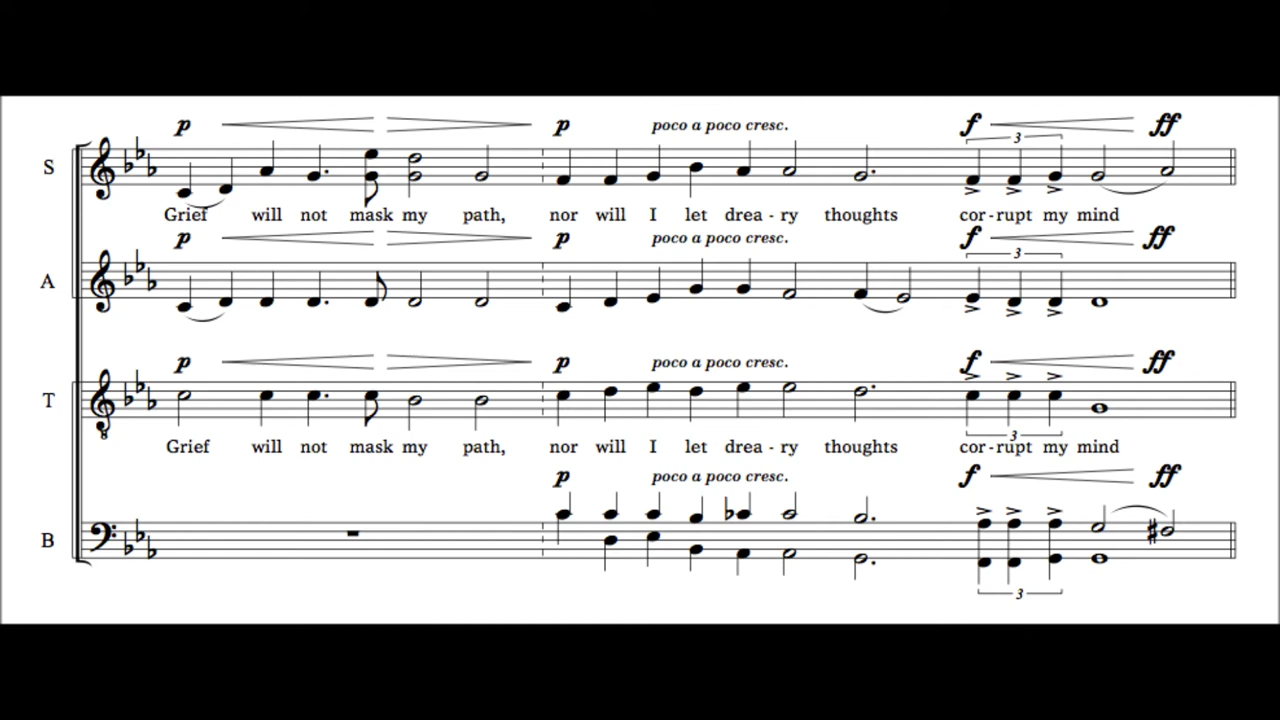 p p poco a poco cresc. f ff
3
S
Grief will not mask my path, nor will I let drea - ry thoughts cor - rupt my mind
p p poco a poco cresc. f ff
3
A
p p poco a poco cresc. f ff
T
8
3
Grief will not mask my path, nor will I let drea - ry thoughts cor - rupt my mind
p poco a poco cresc. f ff
B
3